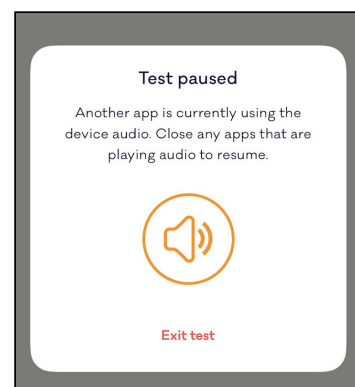 Test paused
Another app is currently using the
device audio. Close any apps that are
playing audio to resume.
Exit test